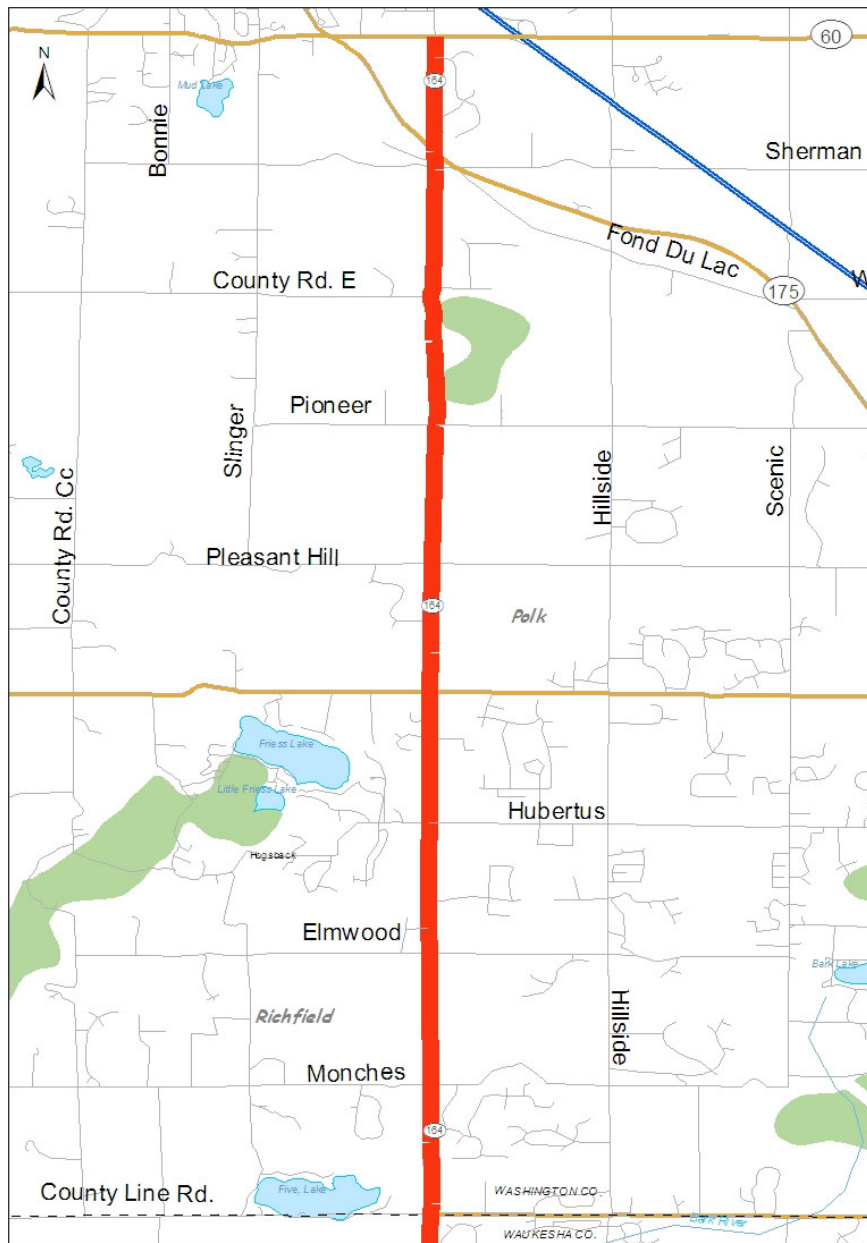 N
60
Mud Lake
164
Bonnie
Sherman
Fond Du Lac
County Rd. E
175
W
Pioneer
Slinger
Hillside
Scenic
County Rd. Cc
Pleasant Hill
164
Polk
Friess Lake
Little Friess Lake
Hubertus
Hogsback
Elmwood
Bark Lake
Richfield
Hillside
Monches
164
County Line Rd.
Five, Lake
WASHINGTON CO.
Bark River
WAUKESHA CO.